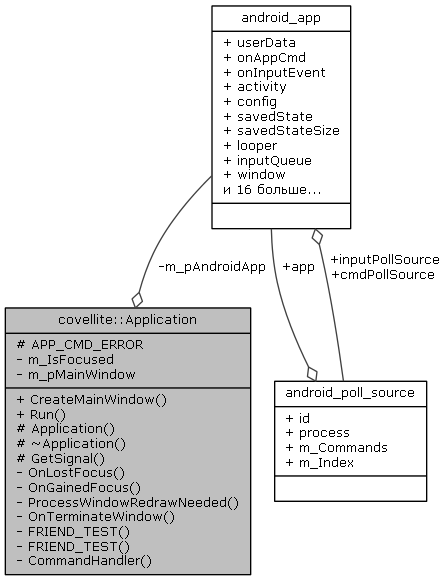 android_app
+ userData
+ onAppCmd
+ onInputEvent
+ activity
+ config
+ savedState
+ savedStateSize
+ looper
+ inputQueue
+ window
и 16 больше...
-m_pAndroidApp
+app
+inputPollSource
+cmdPollSource
covellite::Application
# APP_CMD_ERROR
- m_IsFocused
- m_pMainWindow
+ CreateMainWindow()
+ Run()
# Application()
# ~Application()
# GetSignal()
- OnLostFocus()
- OnGainedFocus()
- ProcessWindowRedrawNeeded()
- OnTerminateWindow()
- FRIEND_TEST()
- FRIEND_TEST()
- CommandHandler()
android_poll_source
+ id
+ process
+ m_Commands
+ m_Index